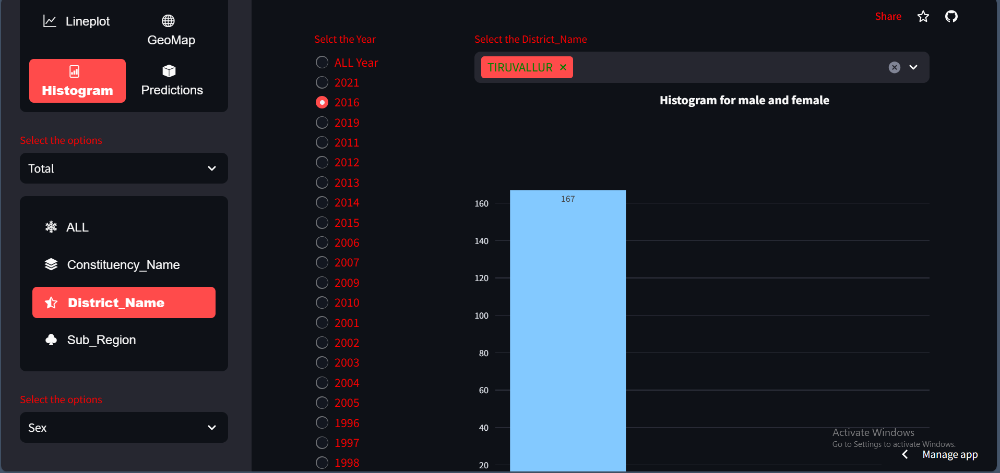 Lineplot
GeoMap
Histogram
Predictions
Select the options
Total
ALL
Constituency_Name
District_Name
Sub_Region
Select the options
Sex
Share
Selct the Year
ALL Year
2021
2016
2019
2011
2012
2013
2014
2015
2006
2007
2009
2010
2001
2002
2003
2004
2005
1996
1997
1998
Select the District_Name
TIRUVALLUR
Histogram for male and female
167
160
140
120
100
80
60
40
20
Activate Windows
Go to Settings to activate Windows.
Manage app